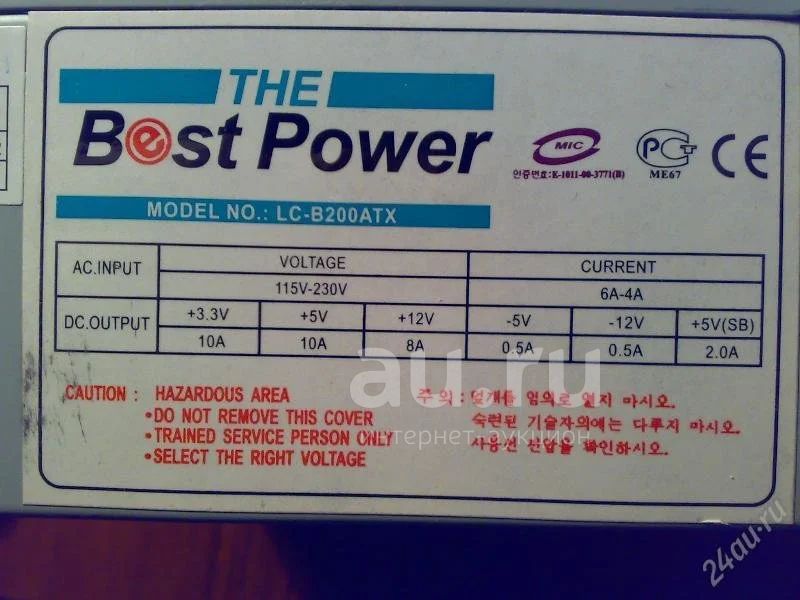 THE
Best Power
MODEL NO.: LC-B200ATX
MIC
인증번호:E-1011-00-3771(B)
PCT
ME67
CE
AC.INPUT VOLTAGE CURRENT
115V-230V 6A-4A
DC.OUTPUT +3.3V +5V +12V -5V -12V +5V(SB)
10A 10A 8A 0.5A 0.5A 2.0A
au.ru
интернет-аукцион
CAUTION : HAZARDOUS AREA
•DO NOT REMOVE THIS COVER
•TRAINED SERVICE PERSON ONLY
•SELECT THE RIGHT VOLTAGE
주의 : 덮개를 임의로 열지 마시오.
숙련된 기술자외에는 다루지 마시오.
사용전 전압을 확인하시오.
24au.ru